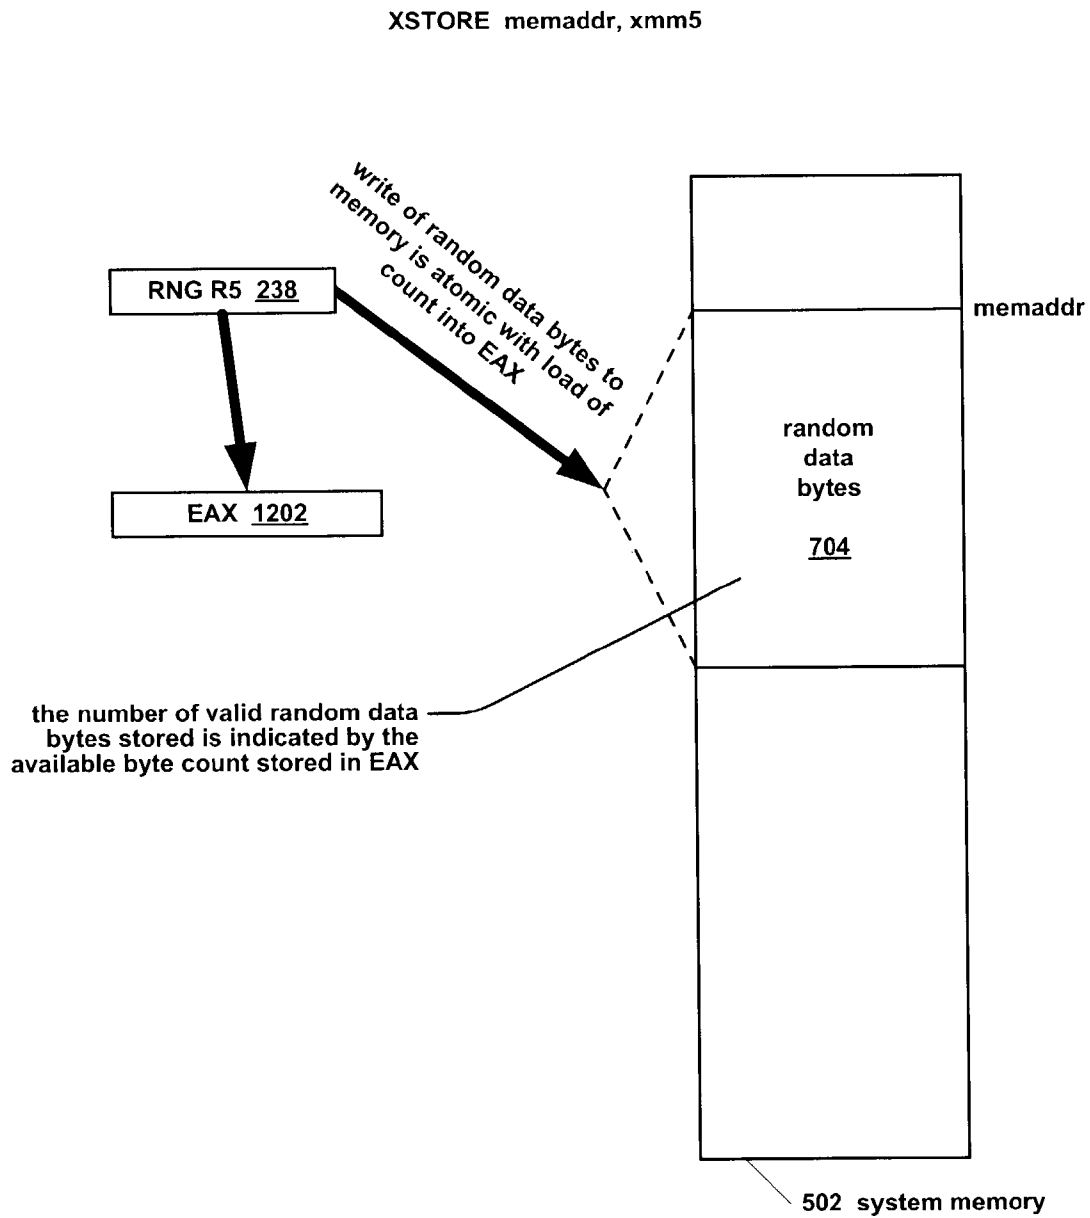 XSTORE memaddr, xmm5
write of random data bytes to
memory is atomic with load of
count into EAX
RNG R5 238
memaddr
random
data
bytes
704
EAX 1202
the number of valid random data
bytes stored is indicated by the
available byte count stored in EAX
502 system memory